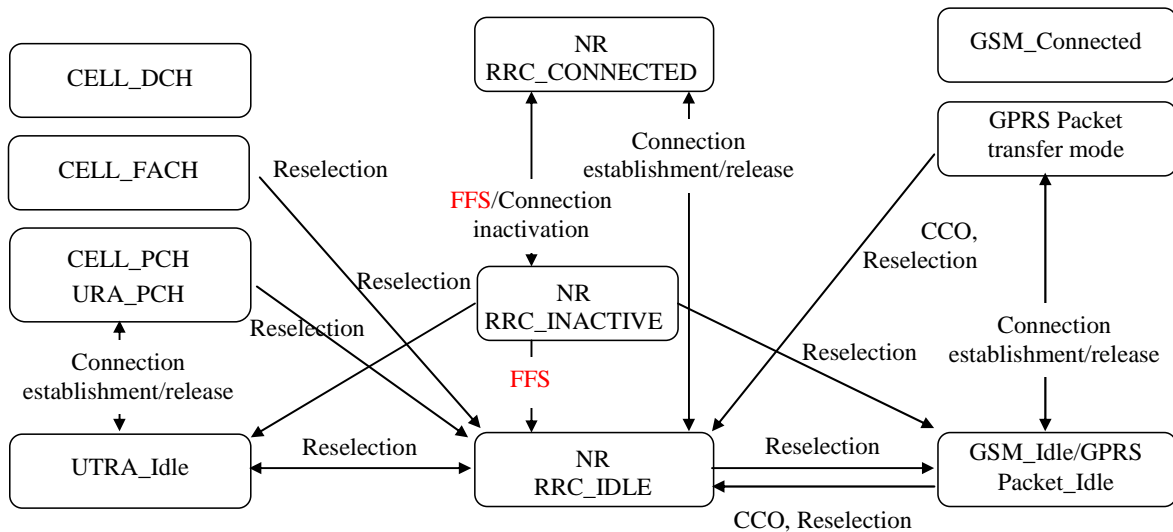 CELL_DCH
NR
RRC_CONNECTED
GSM_Connected
CELL_FACH
Reselection
Connection
establishment/release
GPRS Packet
transfer mode
FFS/Connection
inactivation
CELL_PCH
URA_PCH
Reselection
Reselection
NR
RRC_INACTIVE
CCO,
Reselection
Connection
establishment/release
FFS
Reselection
Connection
establishment/release
UTRA_Idle
Reselection
NR
RRC_IDLE
Reselection
GSM_Idle/GPRS
Packet_Idle
CCO, Reselection